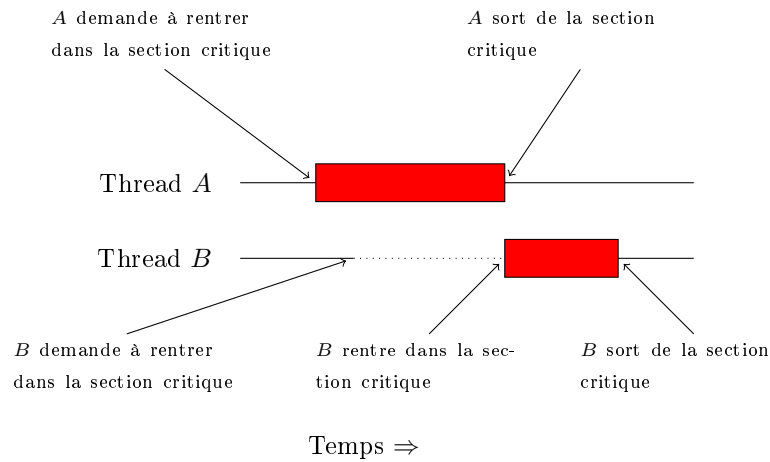 A demande à rentrer
dans la section critique
A sort de la section
critique
Thread A
Thread B
B demande à rentrer
dans la section critique
B rentre dans la sec-
tion critique
B sort de la section
critique
Temps ⇒